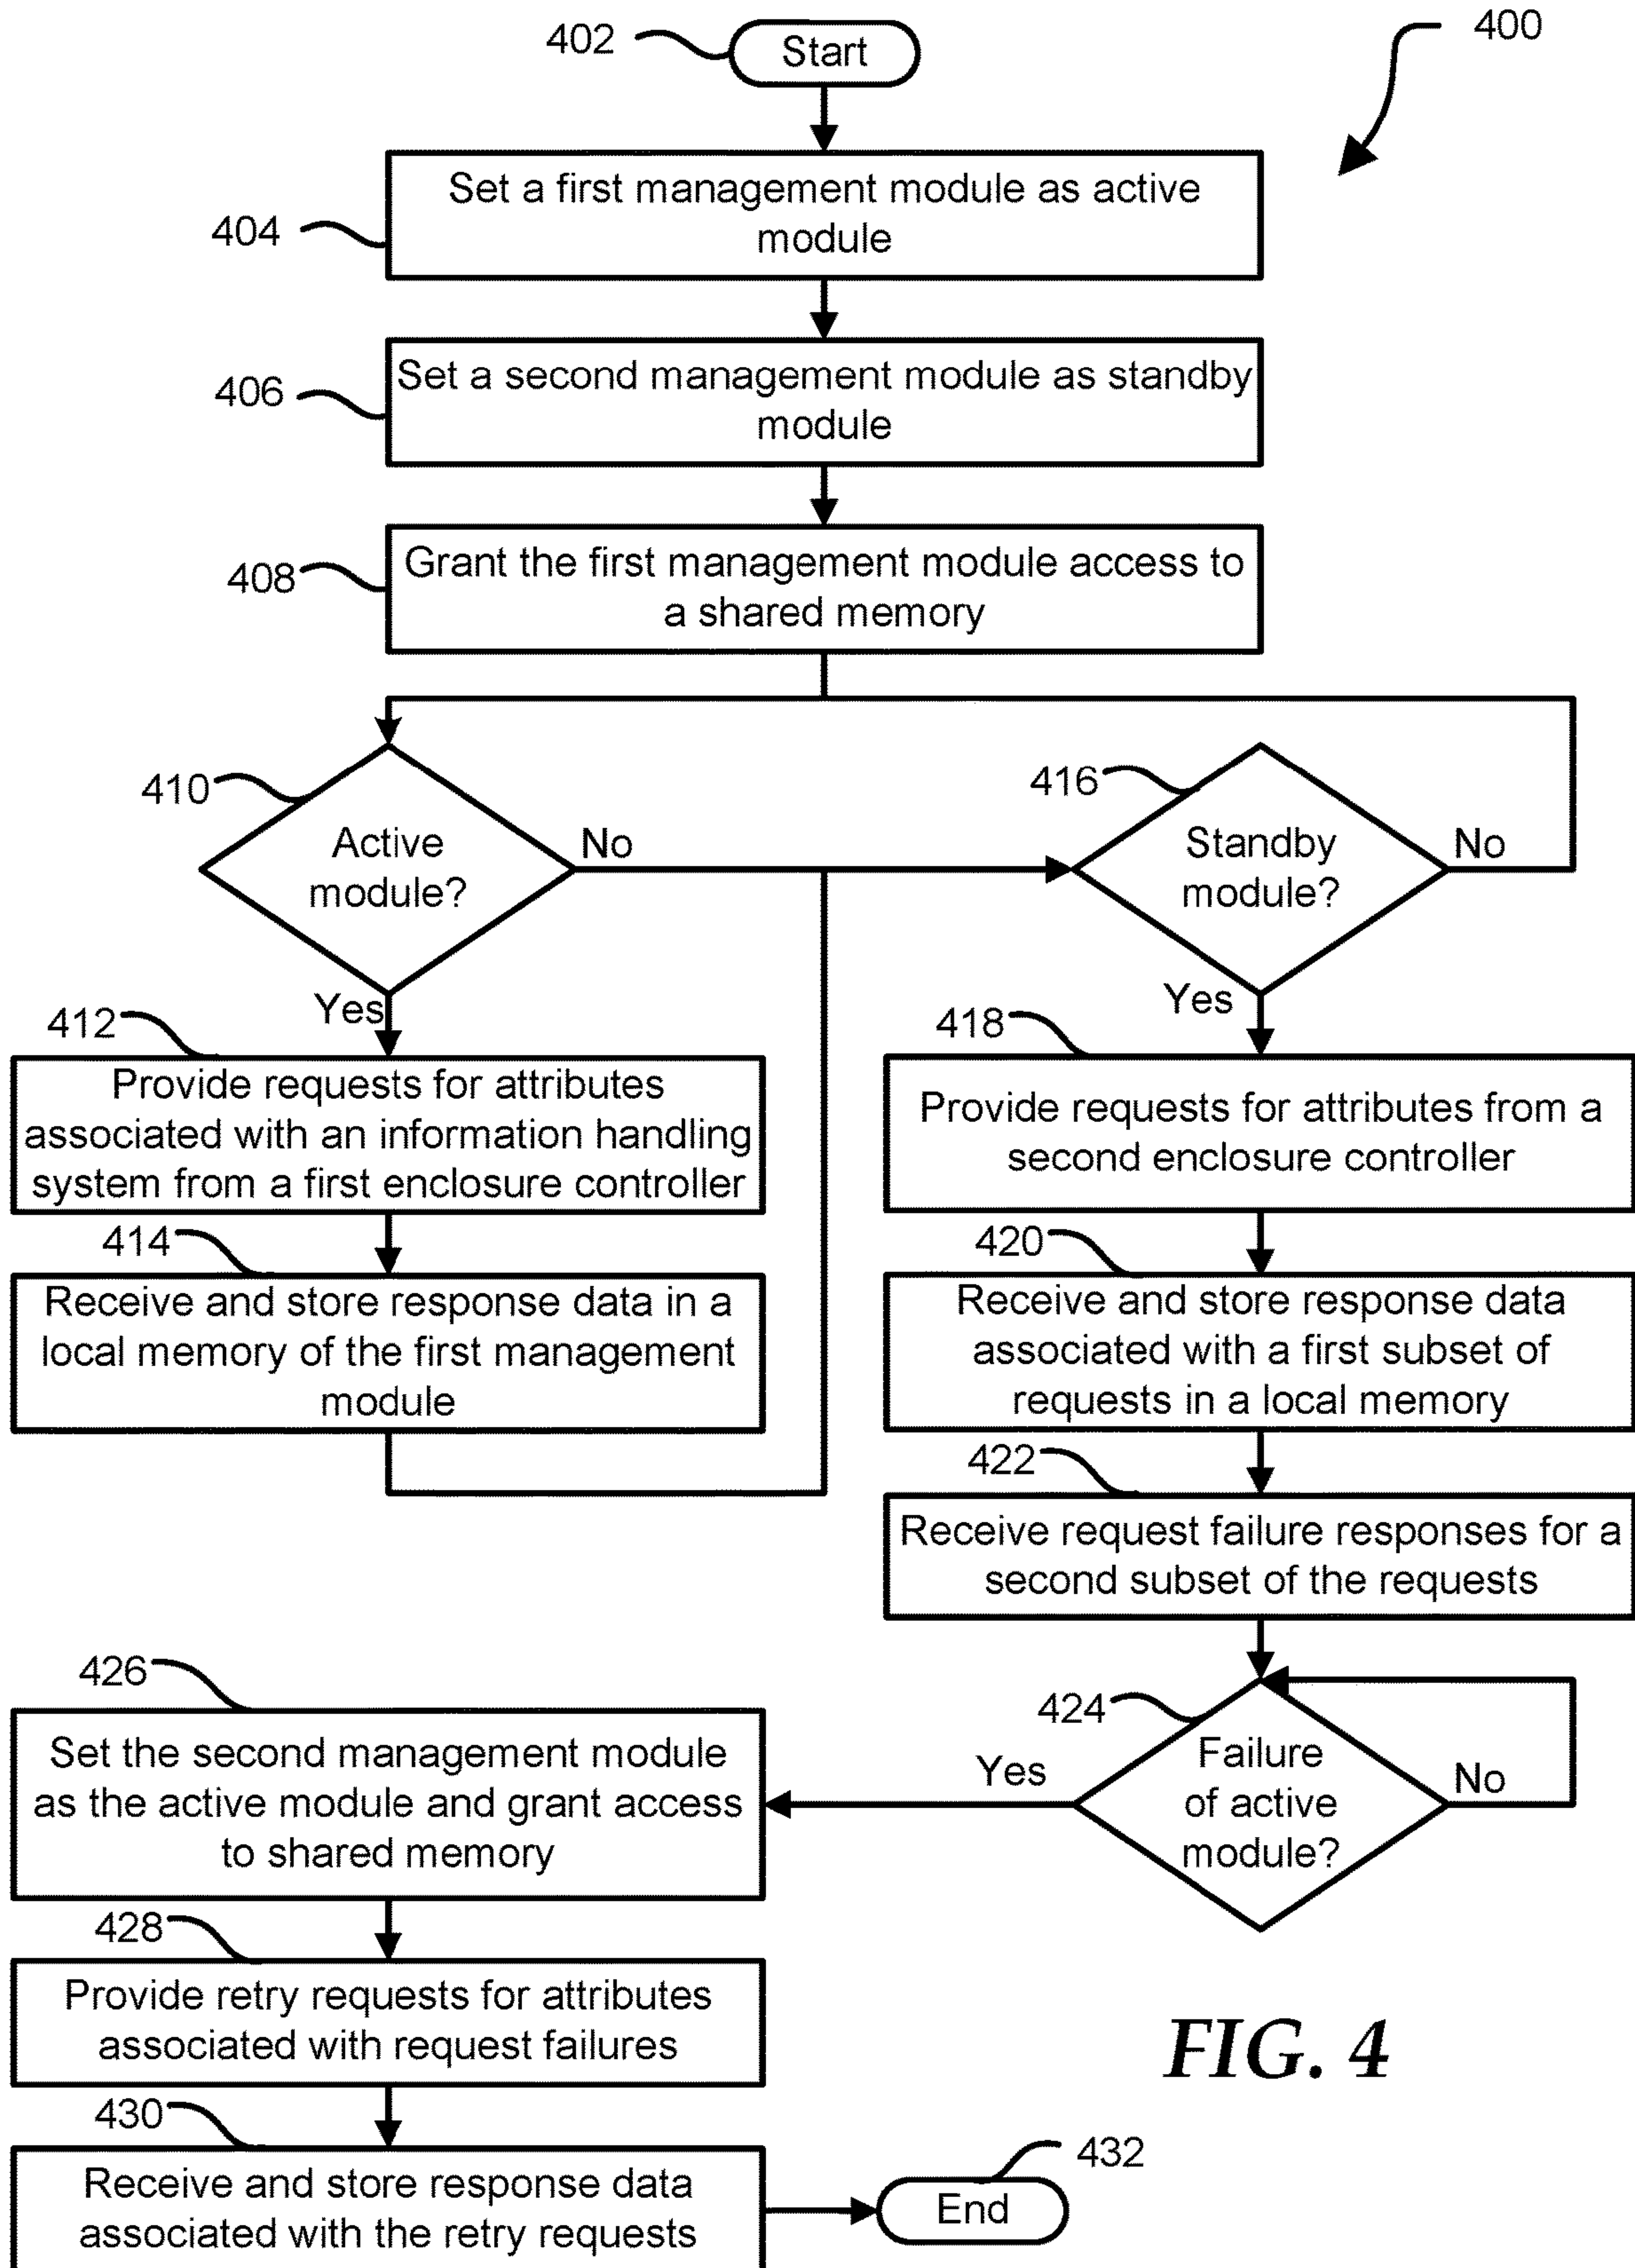 402
Start
400
404
Set a first management module as active
module
406
Set a second management module as standby
module
408
Grant the first management module access to
a shared memory
410
Active
module?
No
Yes
416
Standby
module?
No
Yes
412
Provide requests for attributes
associated with an information handling
system from a first enclosure controller
414
Receive and store response data in a
local memory of the first management
module
418
Provide requests for attributes from a
second enclosure controller
420
Receive and store response data
associated with a first subset of
requests in a local memory
422
Receive request failure responses for a
second subset of the requests
424
Failure
of active
module?
No
Yes
426
Set the second management module
as the active module and grant access
to shared memory
428
Provide retry requests for attributes
associated with request failures
430
Receive and store response data
associated with the retry requests
432
End
FIG. 4